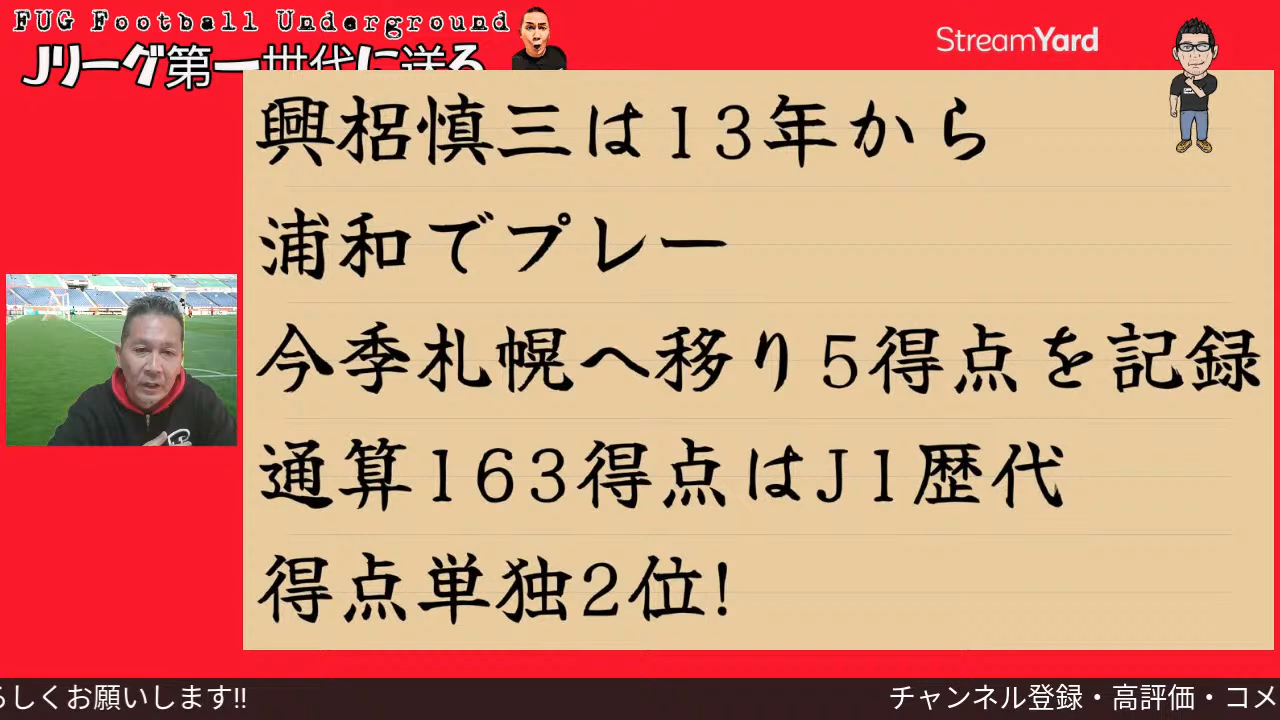 FUG Football Underground
Jリーグ第一世代に送る
StreamYard
興梠慎三は13年から
浦和でプレー
今季札幌へ移り5得点を記録
通算163得点はJ1歴代
得点単独2位!
ろしくお願いします!!
チャンネル登録・高評価・コメ